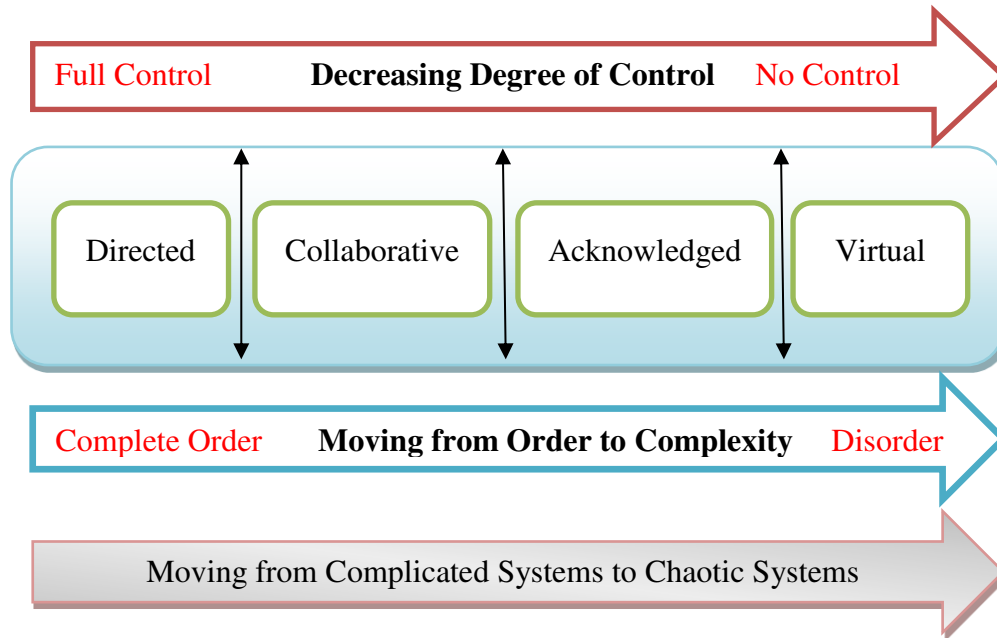 Full Control Decreasing Degree of Control No Control
Directed Collaborative Acknowledged Virtual
Complete Order Moving from Order to Complexity Disorder
Moving from Complicated Systems to Chaotic Systems